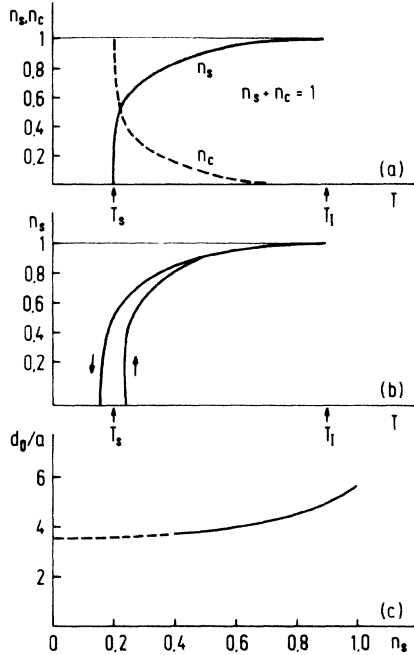 n_s,n_c
1
0,8
0,6
0,4
0,2
n_s
n_s + n_c = 1
n_c
(a)
T_s
T_I
T
n_s
1
0,8
0,6
0,4
0,2
(b)
T_s
T_I
T
d_0/a
6
4
2
(c)
0
0,2
0,4
0,6
0,8
1,0
n_s